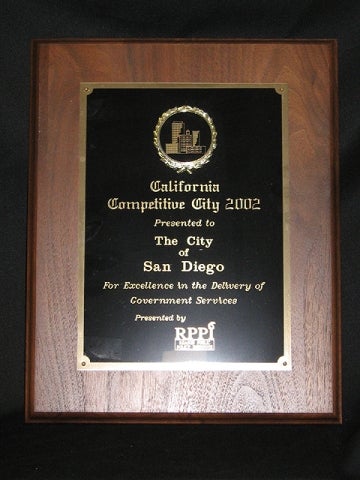 California
Competitive City 2002
Presented to
The City
of
San Diego
For Excellence in the Delivery of
Government Services
Presented by
RPPI